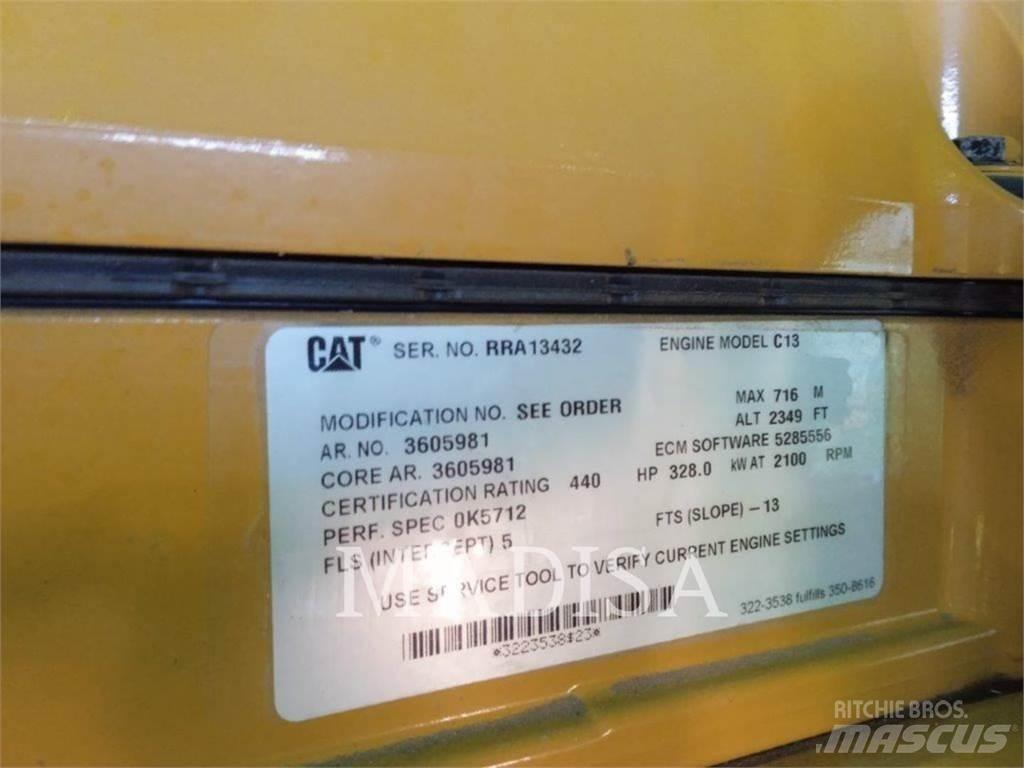 CAT® SER. NO. RRA13432 ENGINE MODEL C13
MODIFICATION NO. SEE ORDER MAX 716 M
AR. NO. 3605981 ALT 2349 FT
CORE AR. 3605981 ECM SOFTWARE 5285556
CERTIFICATION RATING 440 HP 328.0 kW AT 2100 RPM
PERF. SPEC 0K5712 FTS (SLOPE) –13
FLS (INTERCEPT) 5
USE SERVICE TOOL TO VERIFY CURRENT ENGINE SETTINGS
MADISA
322-3538 fulfills 350-8616
*3223538$23*
RITCHIE BROS.
MASCUS